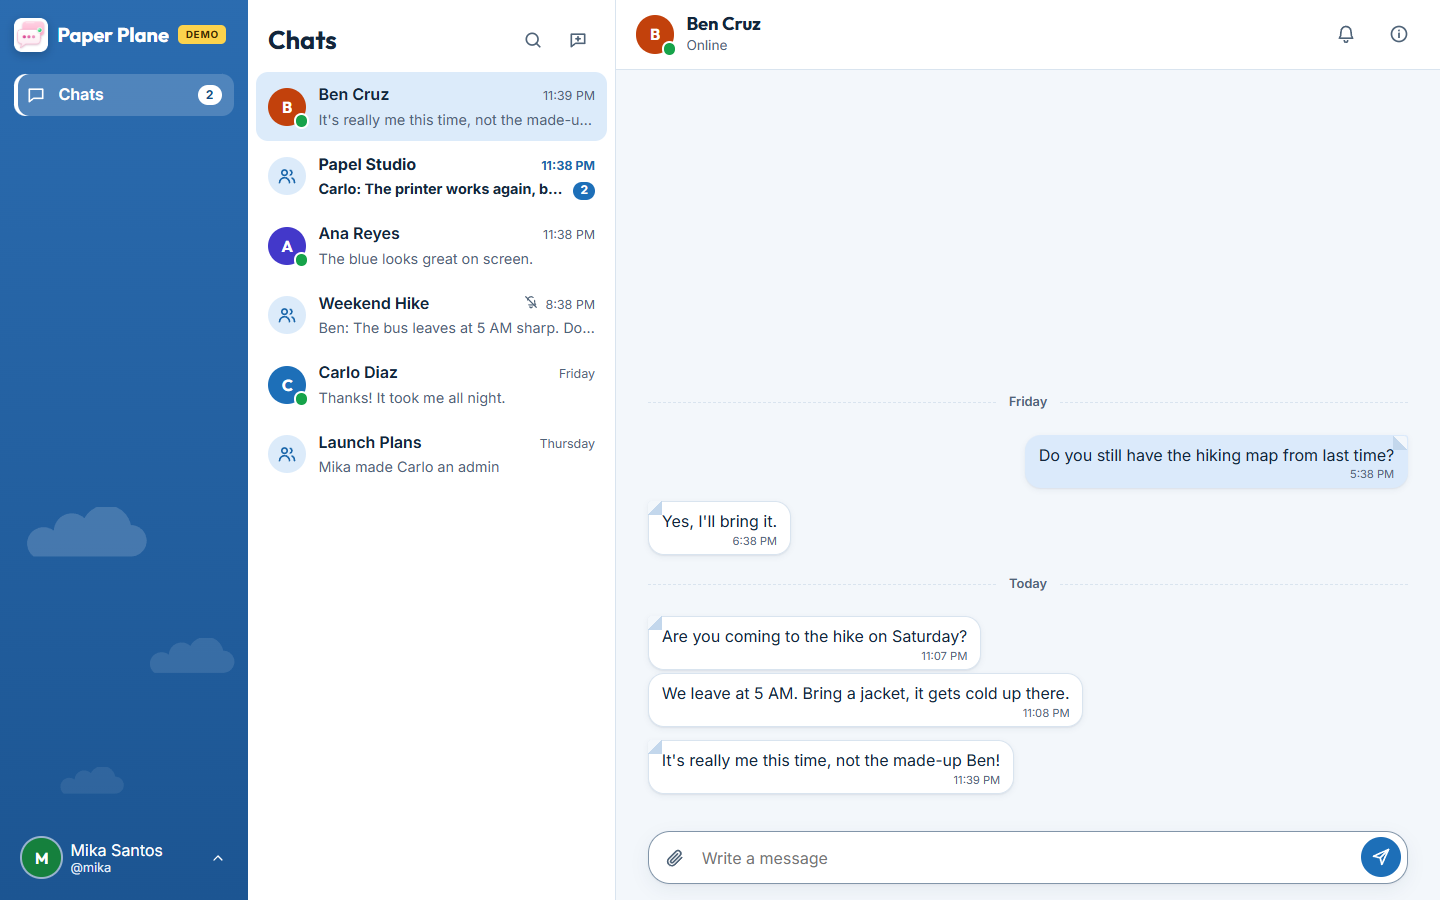 Paper Plane DEMO
Chats 2
Mika Santos
@mika
Chats
B Ben Cruz 11:39 PM
It's really me this time, not the made-u...
Papel Studio 11:38 PM
Carlo: The printer works again, b... 2
A Ana Reyes 11:38 PM
The blue looks great on screen.
Weekend Hike 8:38 PM
Ben: The bus leaves at 5 AM sharp. Do...
C Carlo Diaz Friday
Thanks! It took me all night.
Launch Plans Thursday
Mika made Carlo an admin
M
B Ben Cruz
Online
Friday
Do you still have the hiking map from last time?
5:38 PM
Yes, I'll bring it.
6:38 PM
Today
Are you coming to the hike on Saturday?
11:07 PM
We leave at 5 AM. Bring a jacket, it gets cold up there.
11:08 PM
It's really me this time, not the made-up Ben!
11:39 PM
Write a message